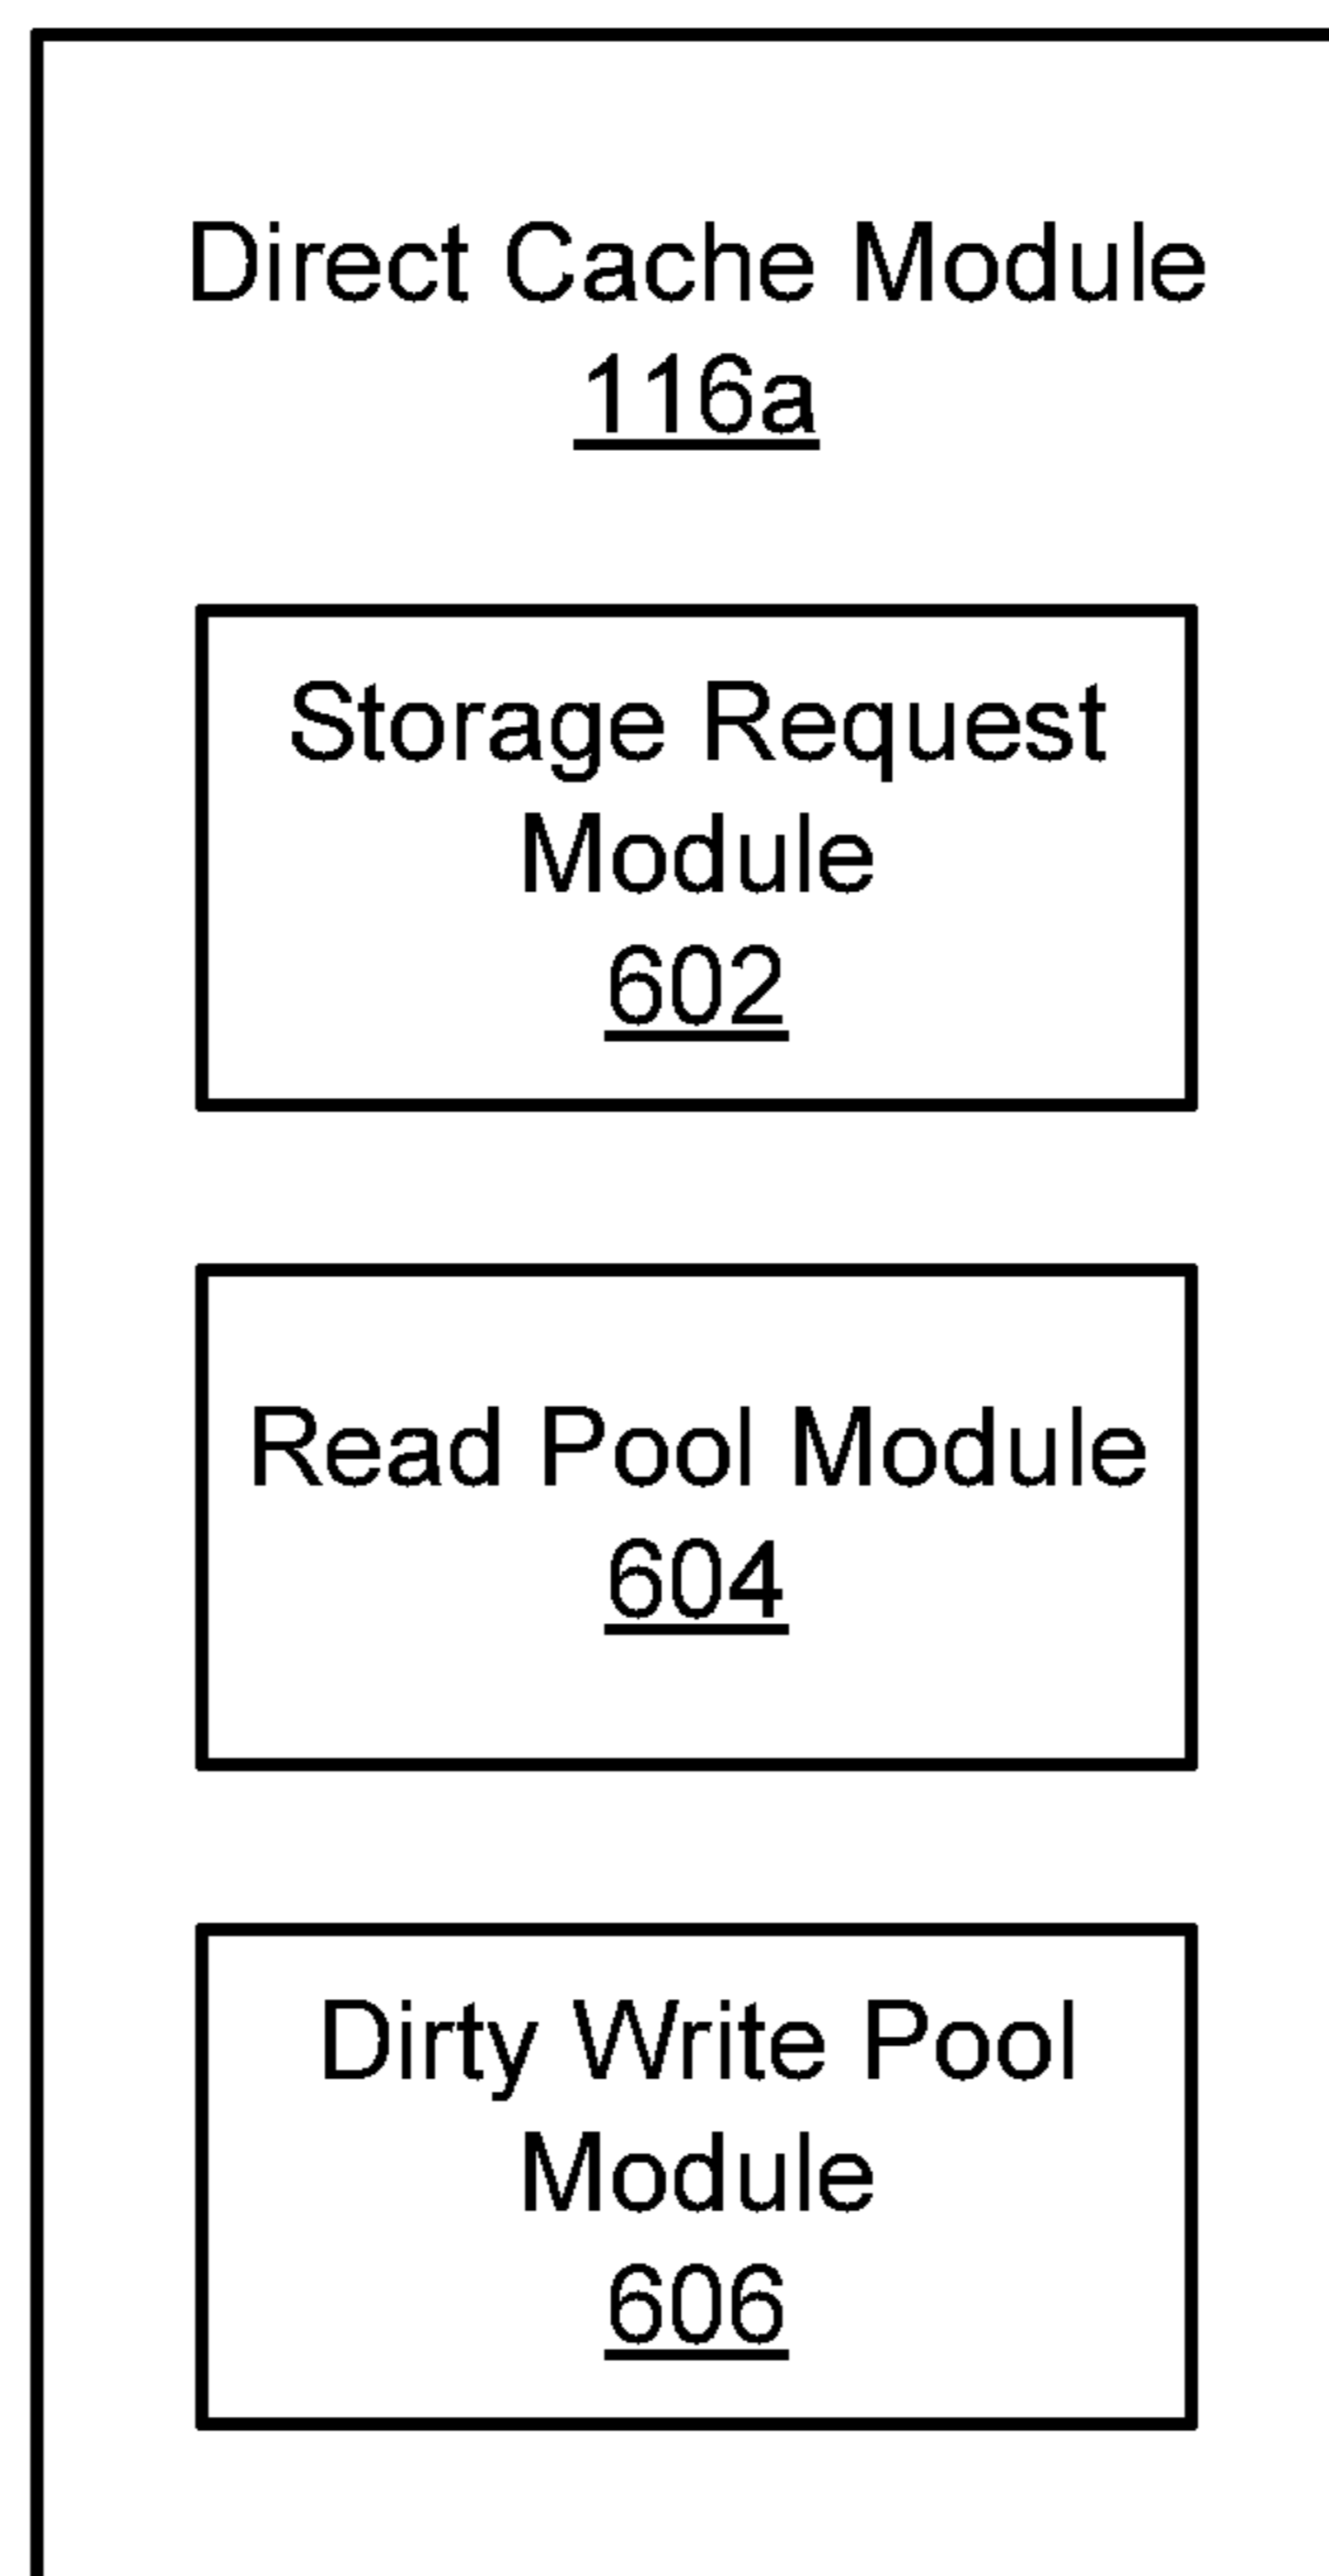 Direct Cache Module
116a
Storage Request
Module
602
Read Pool Module
604
Dirty Write Pool
Module
606